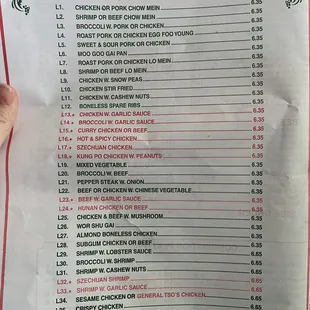 L1. CHICKEN OR PORK CHOW MEIN 6.35
L2. SHRIMP OR BEEF CHOW MEIN 6.35
L3. BROCCOLI W. PORK OR CHICKEN 6.35
L4. ROAST PORK OR CHICKEN EGG FOO YOUNG 6.35
L5. SWEET & SOUR PORK OR CHICKEN 6.35
L6. MOO GOO GAI PAN 6.35
L7. ROAST PORK OR CHICKEN LO MEIN 6.35
L8. SHRIMP OR BEEF LO MEIN 6.35
L9. CHICKEN W. SNOW PEAS 6.35
L10. CHICKEN STIR FRIED 6.35
L11. CHICKEN W. CASHEW NUTS 6.35
L12. BONELESS SPARE RIBS 6.35
L13.* CHICKEN W. GARLIC SAUCE 6.35
L14.* BROCCOLI W. GARLIC SAUCE 6.35
L15.* CURRY CHICKEN OR BEEF 6.35
L16.* HOT & SPICY CHICKEN 6.35
L17.* SZECHUAN CHICKEN 6.35
L18.* KUNG PO CHICKEN W. PEANUTS 6.35
L19. MIXED VEGETABLE 6.35
L20. BROCCOLI W. BEEF 6.35
L21. PEPPER STEAK W. ONION 6.35
L22. BEEF OR CHICKEN W. CHINESE VEGETABLE 6.35
L23.* BEEF W. GARLIC SAUCE 6.35
L24.* HUNAN CHICKEN OR BEEF 6.35
L25. CHICKEN & BEEF W. MUSHROOM 6.35
L26. WOR SHU GAI 6.35
L27. ALMOND BONELESS CHICKEN 6.35
L28. SUBGUM CHICKEN OR BEEF 6.35
L29. SHRIMP W. LOBSTER SAUCE 6.65
L30. BROCCOLI W. SHRIMP 6.65
L31. SHRIMP W. CASHEW NUTS 6.65
L32.* SZECHUAN SHRIMP 6.65
L33.* SHRIMP W. GARLIC SAUCE 6.65
L34. SESAME CHICKEN OR GENERAL TSO'S CHICKEN 6.65
CRISPY CHICKEN